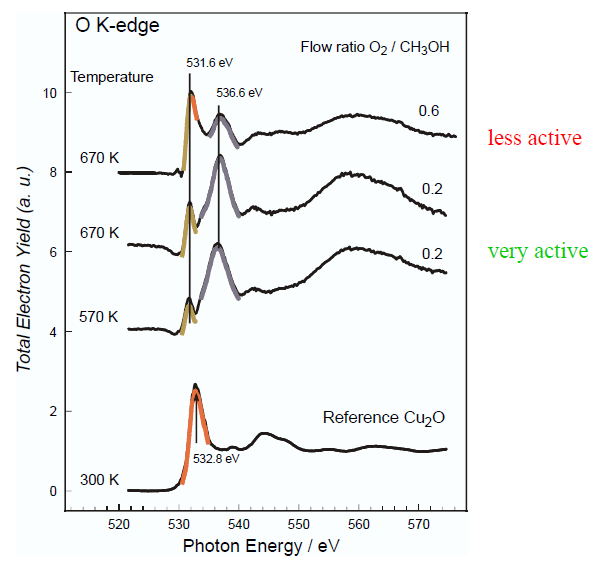 O K-edge
Flow ratio O₂ / CH₃OH
531.6 eV
Temperature
536.6 eV
10
0.6
less active
670 K
8
0.2
670 K
6
0.2
very active
570 K
4
Total Electron Yield (a. u.)
2
Reference Cu₂O
532.8 eV
300 K
0
520 530 540 550 560 570
Photon Energy / eV